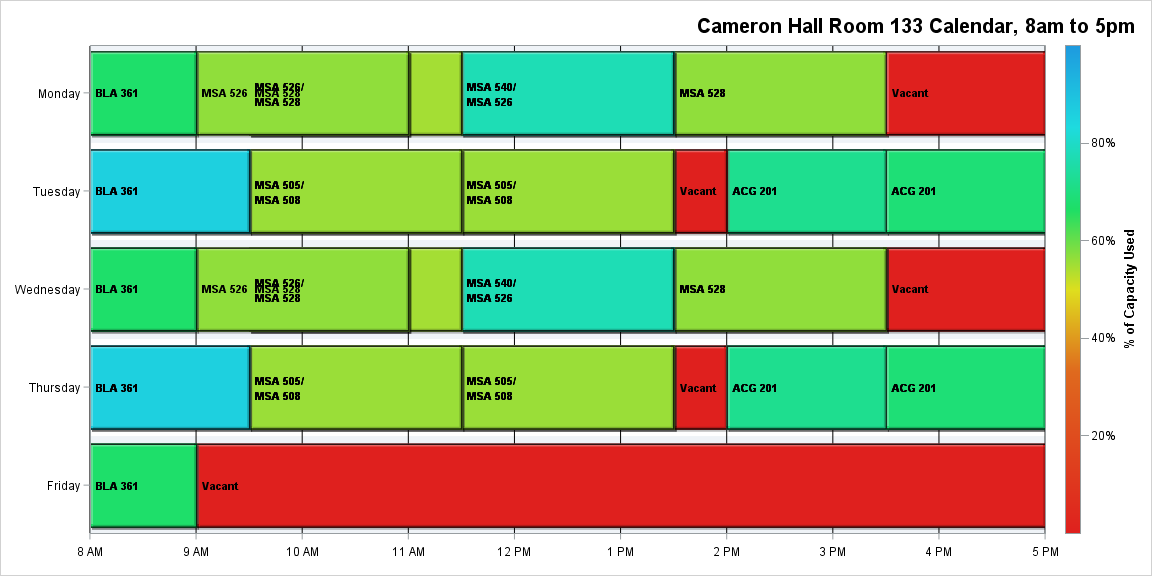 Cameron Hall Room 133 Calendar, 8am to 5pm
Monday
BLA 361
MSA 526
MSA 526/
MSA 528
MSA 528
MSA 540/
MSA 526
MSA 528
Vacant
Tuesday
BLA 361
MSA 505/
MSA 508
MSA 505/
MSA 508
Vacant
ACG 201
ACG 201
Wednesday
BLA 361
MSA 526
MSA 526/
MSA 528
MSA 528
MSA 540/
MSA 526
MSA 528
Vacant
Thursday
BLA 361
MSA 505/
MSA 508
MSA 505/
MSA 508
Vacant
ACG 201
ACG 201
Friday
BLA 361
Vacant
8 AM
9 AM
10 AM
11 AM
12 PM
1 PM
2 PM
3 PM
4 PM
5 PM
80%
60%
40%
20%
% of Capacity Used